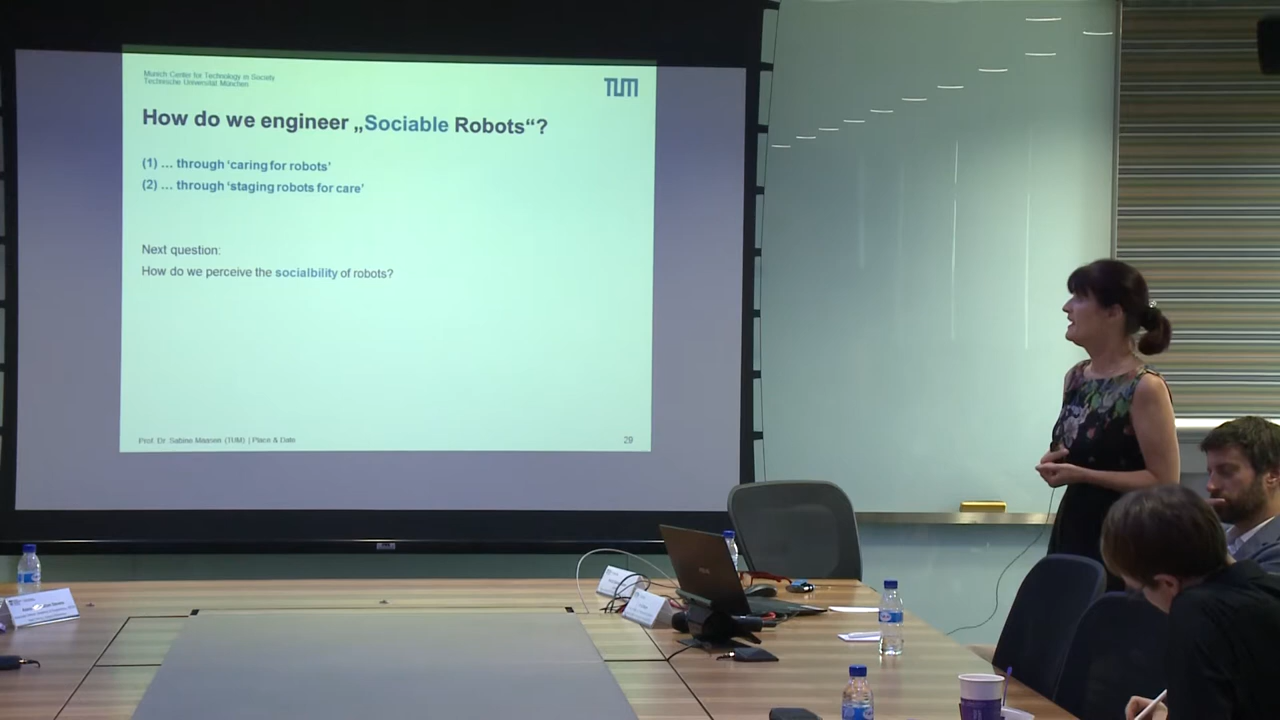 Munich Center for Technology in Society
Technische Universität München
TUM
How do we engineer „Sociable Robots“?
(1) ... through ‘caring for robots’
(2) ... through ‘staging robots for care’
Next question:
How do we perceive the socialbility of robots?
Prof. Dr. Sabine Maasen (TUM) | Place & Date
29